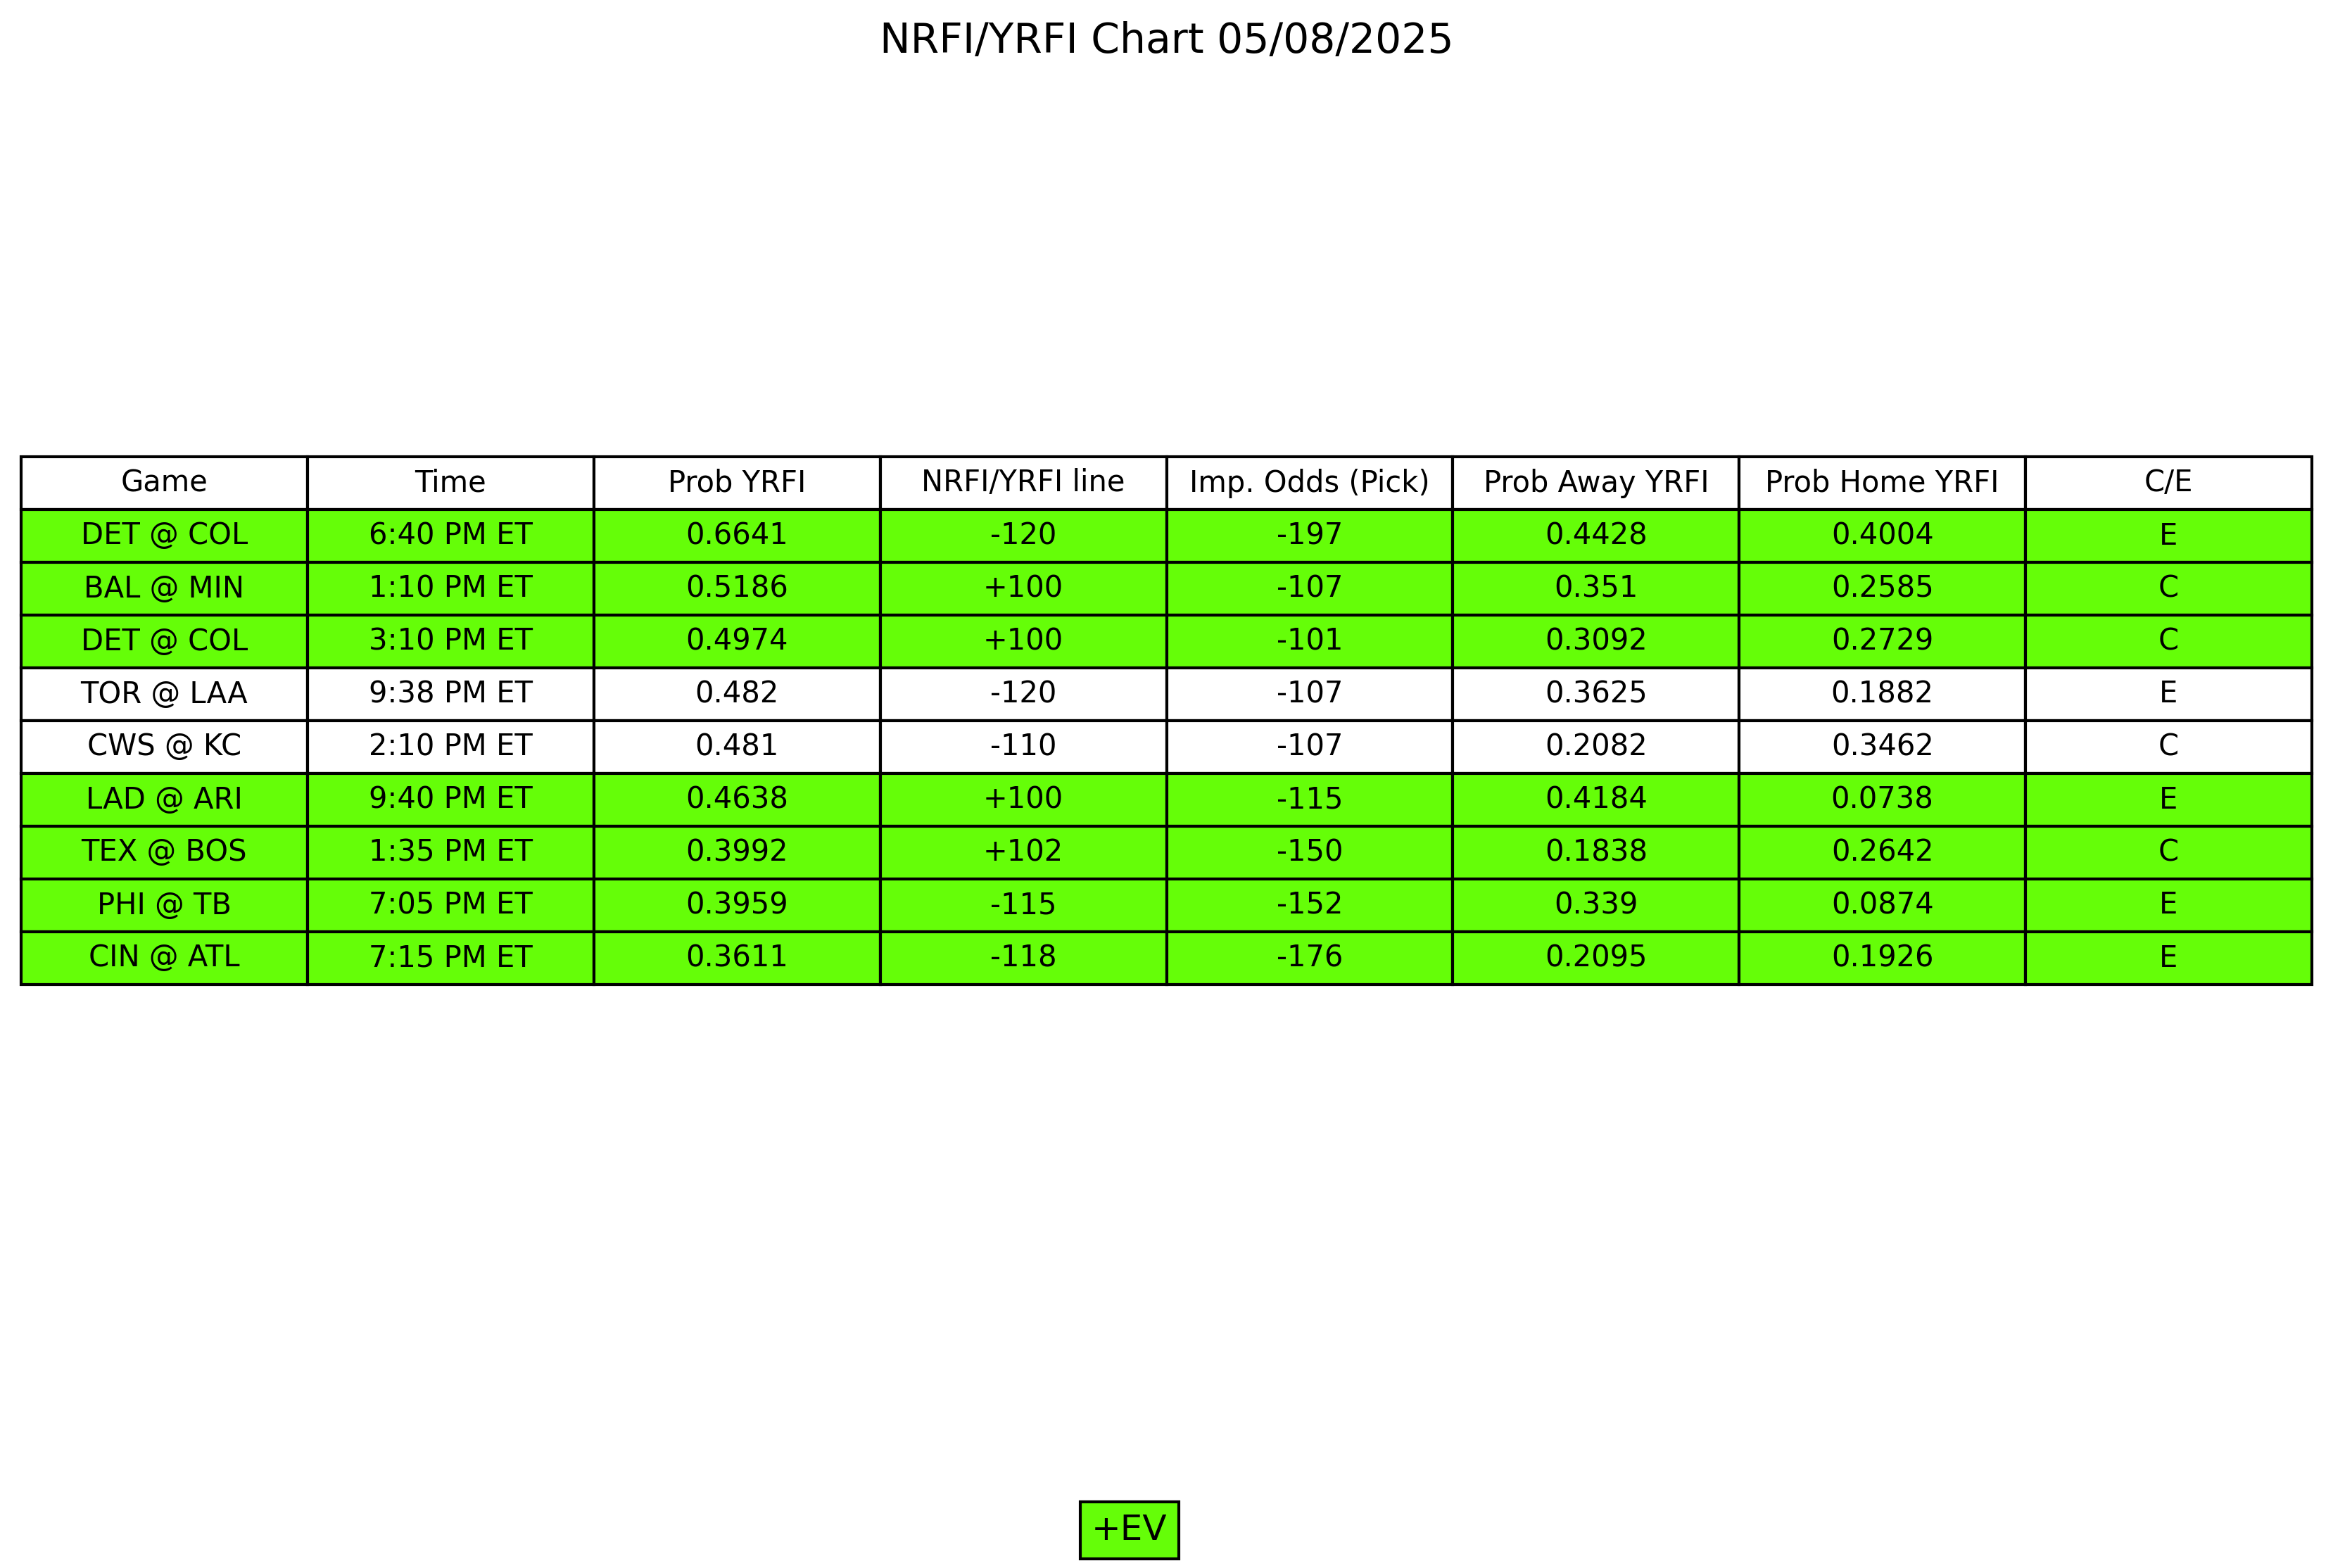 NRFI/YRFI Chart 05/08/2025
Game Time Prob YRFI NRFI/YRFI line Imp. Odds (Pick) Prob Away YRFI Prob Home YRFI C/E
DET @ COL 6:40 PM ET 0.6641 -120 -197 0.4428 0.4004 E
BAL @ MIN 1:10 PM ET 0.5186 +100 -107 0.351 0.2585 C
DET @ COL 3:10 PM ET 0.4974 +100 -101 0.3092 0.2729 C
TOR @ LAA 9:38 PM ET 0.482 -120 -107 0.3625 0.1882 E
CWS @ KC 2:10 PM ET 0.481 -110 -107 0.2082 0.3462 C
LAD @ ARI 9:40 PM ET 0.4638 +100 -115 0.4184 0.0738 E
TEX @ BOS 1:35 PM ET 0.3992 +102 -150 0.1838 0.2642 C
PHI @ TB 7:05 PM ET 0.3959 -115 -152 0.339 0.0874 E
CIN @ ATL 7:15 PM ET 0.3611 -118 -176 0.2095 0.1926 E
+EV